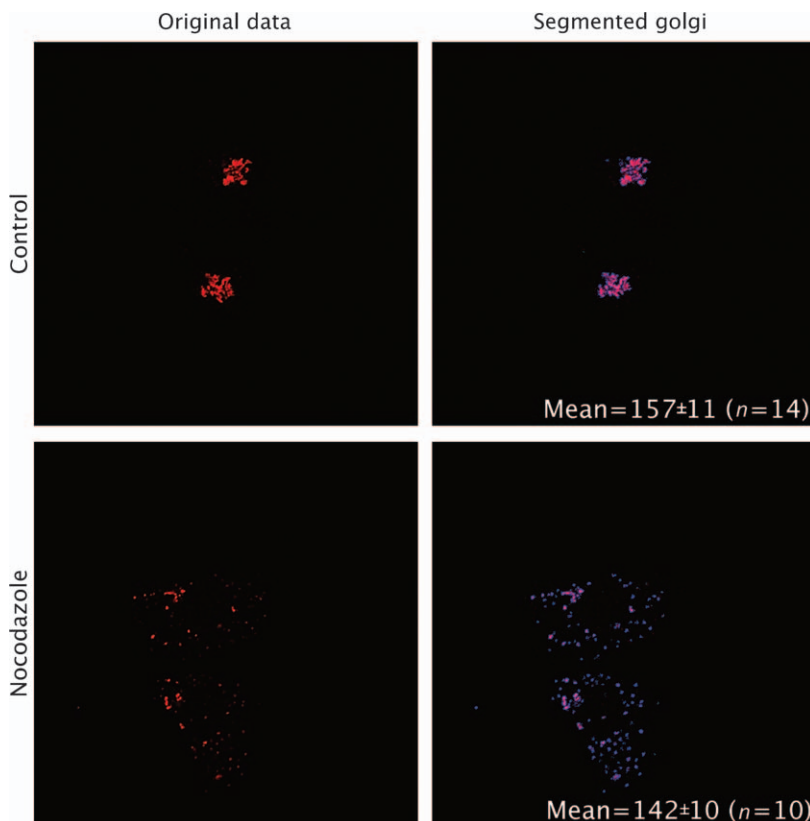 Original data
Segmented golgi
Control
Mean=157±11 (n=14)
Nocodazole
Mean=142±10 (n=10)